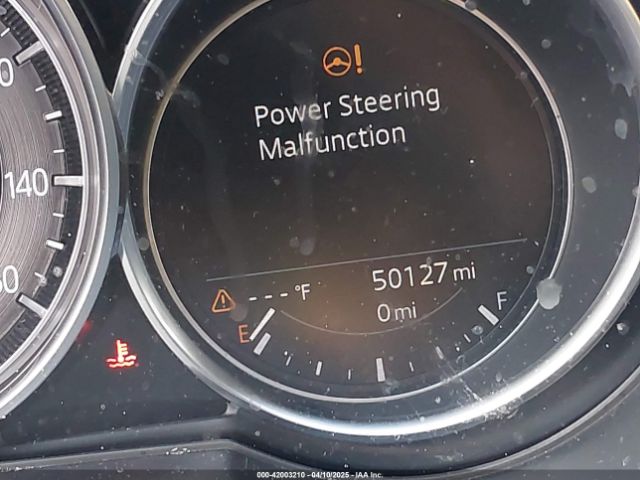 140
Power Steering
Malfunction
---°F
50127 mi
0 mi
E
F
000-42003210 - 04/10/2025 - IAA Inc.